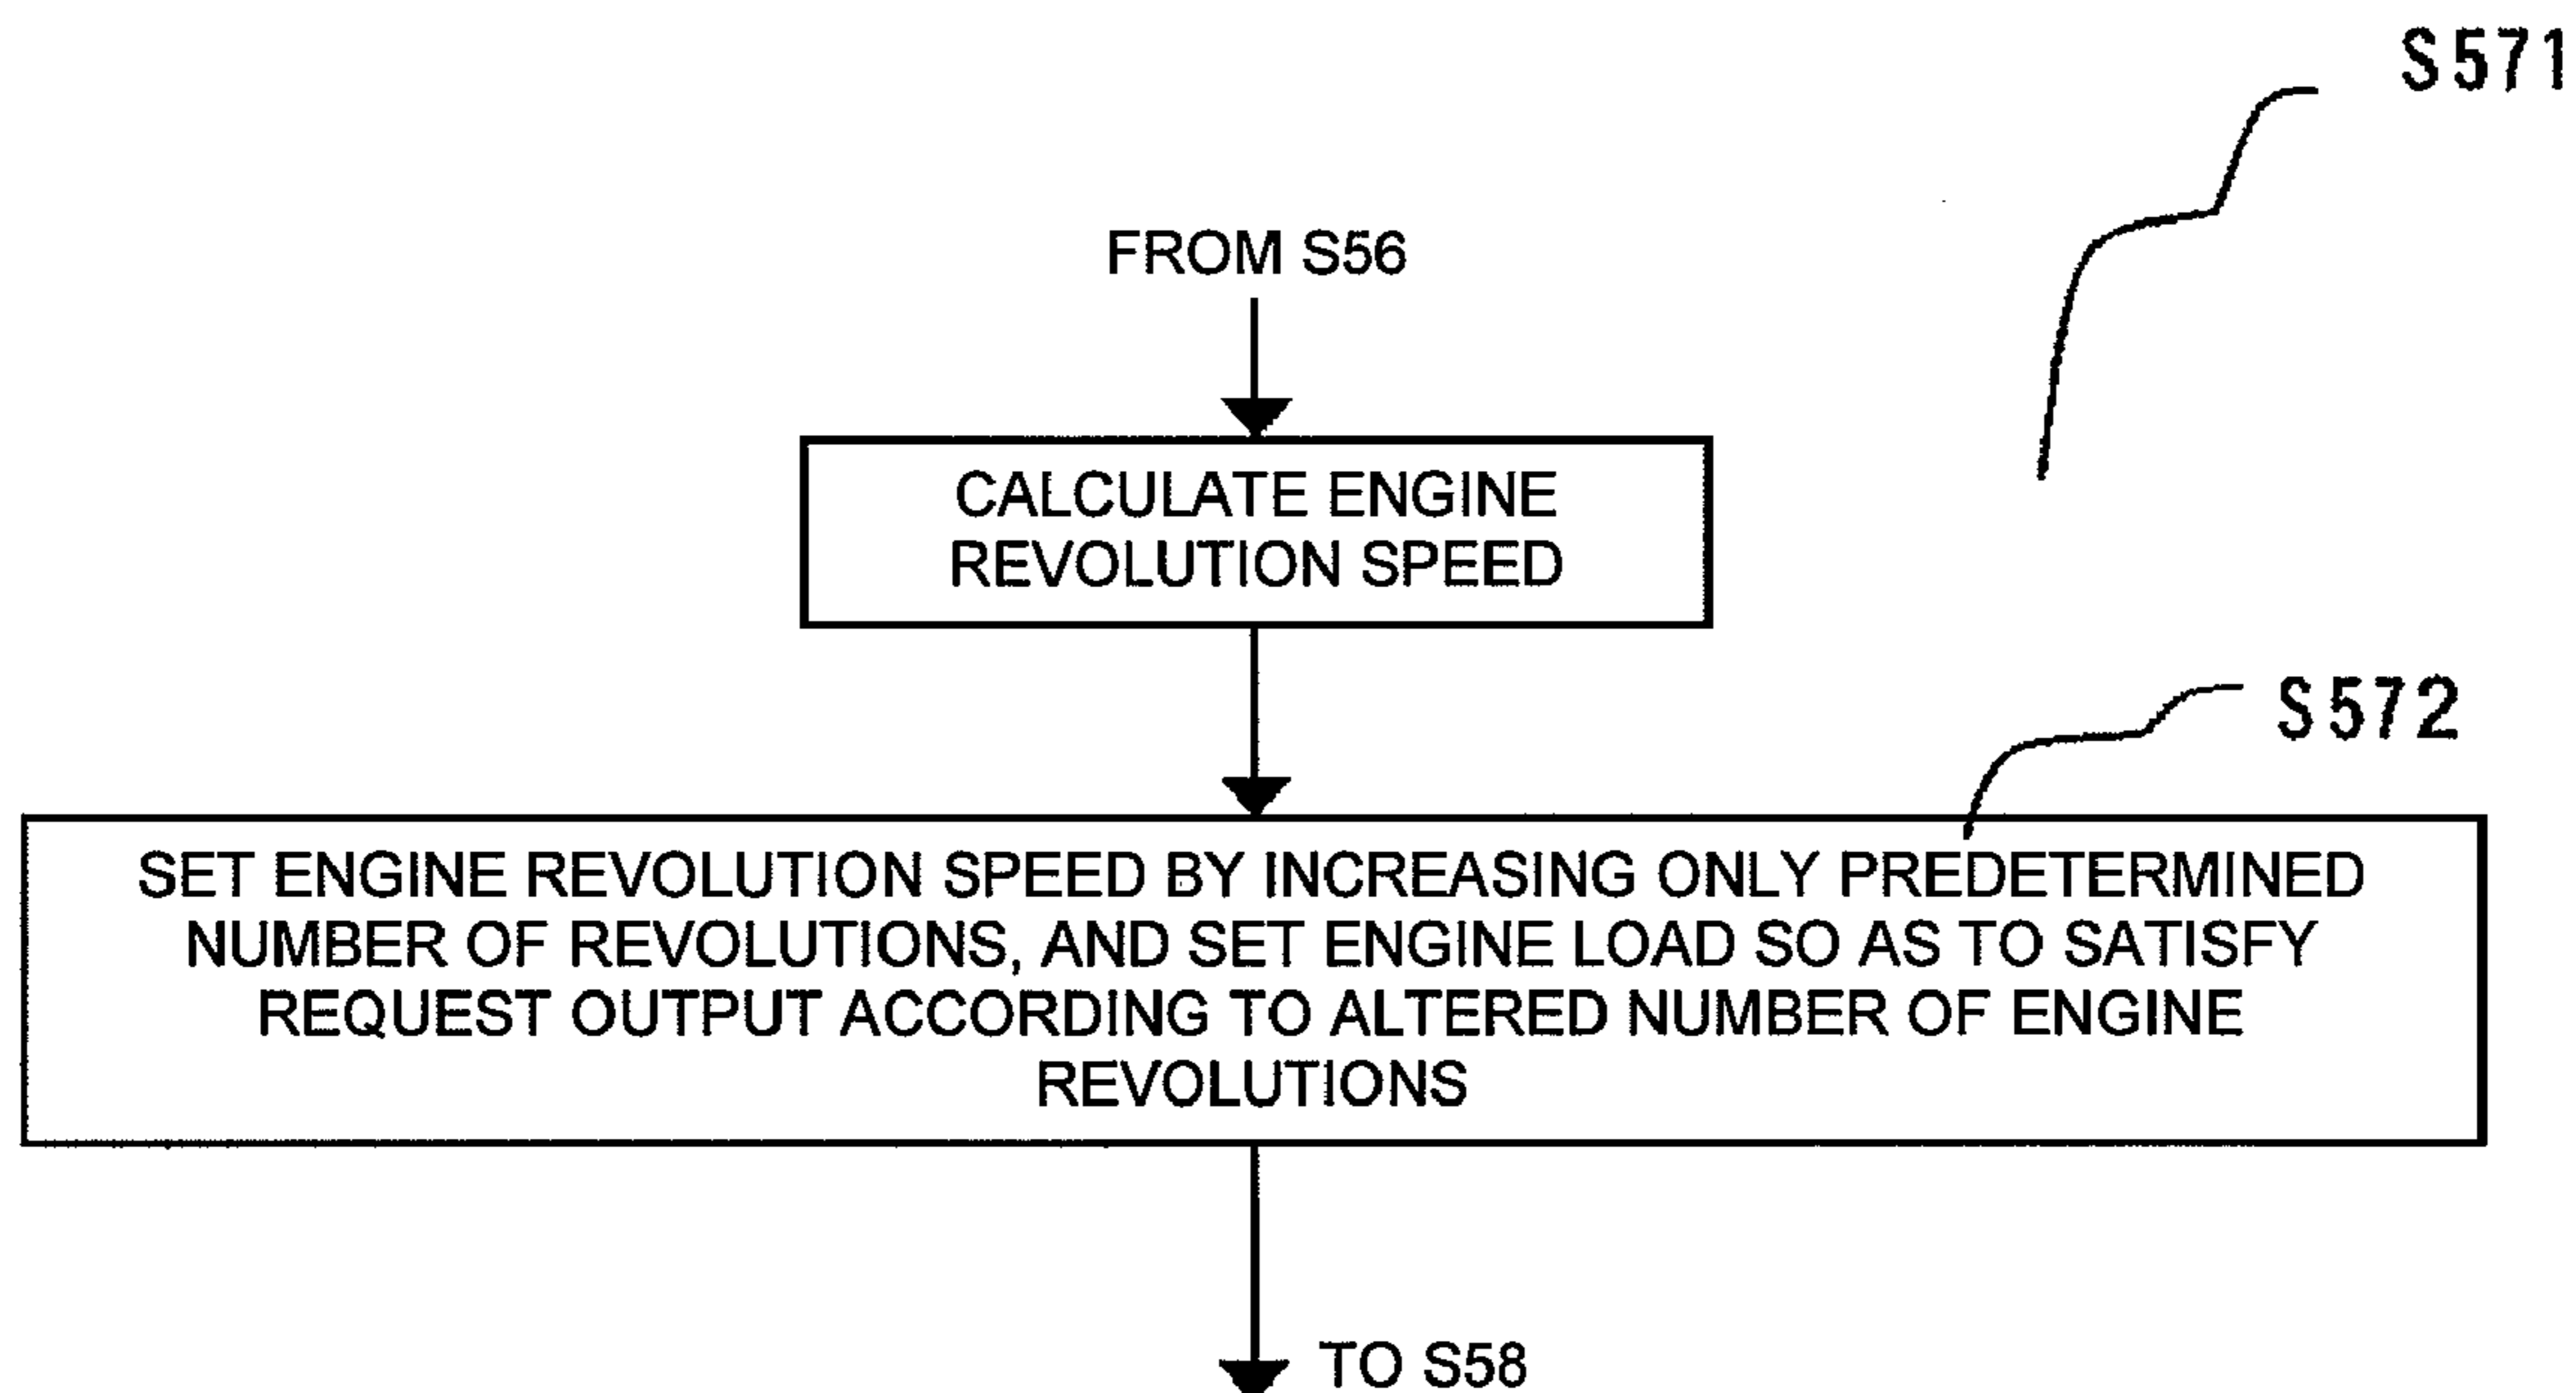 S571
FROM S56
CALCULATE ENGINE
REVOLUTION SPEED
S572
SET ENGINE REVOLUTION SPEED BY INCREASING ONLY PREDETERMINED
NUMBER OF REVOLUTIONS, AND SET ENGINE LOAD SO AS TO SATISFY
REQUEST OUTPUT ACCORDING TO ALTERED NUMBER OF ENGINE
REVOLUTIONS
TO S58